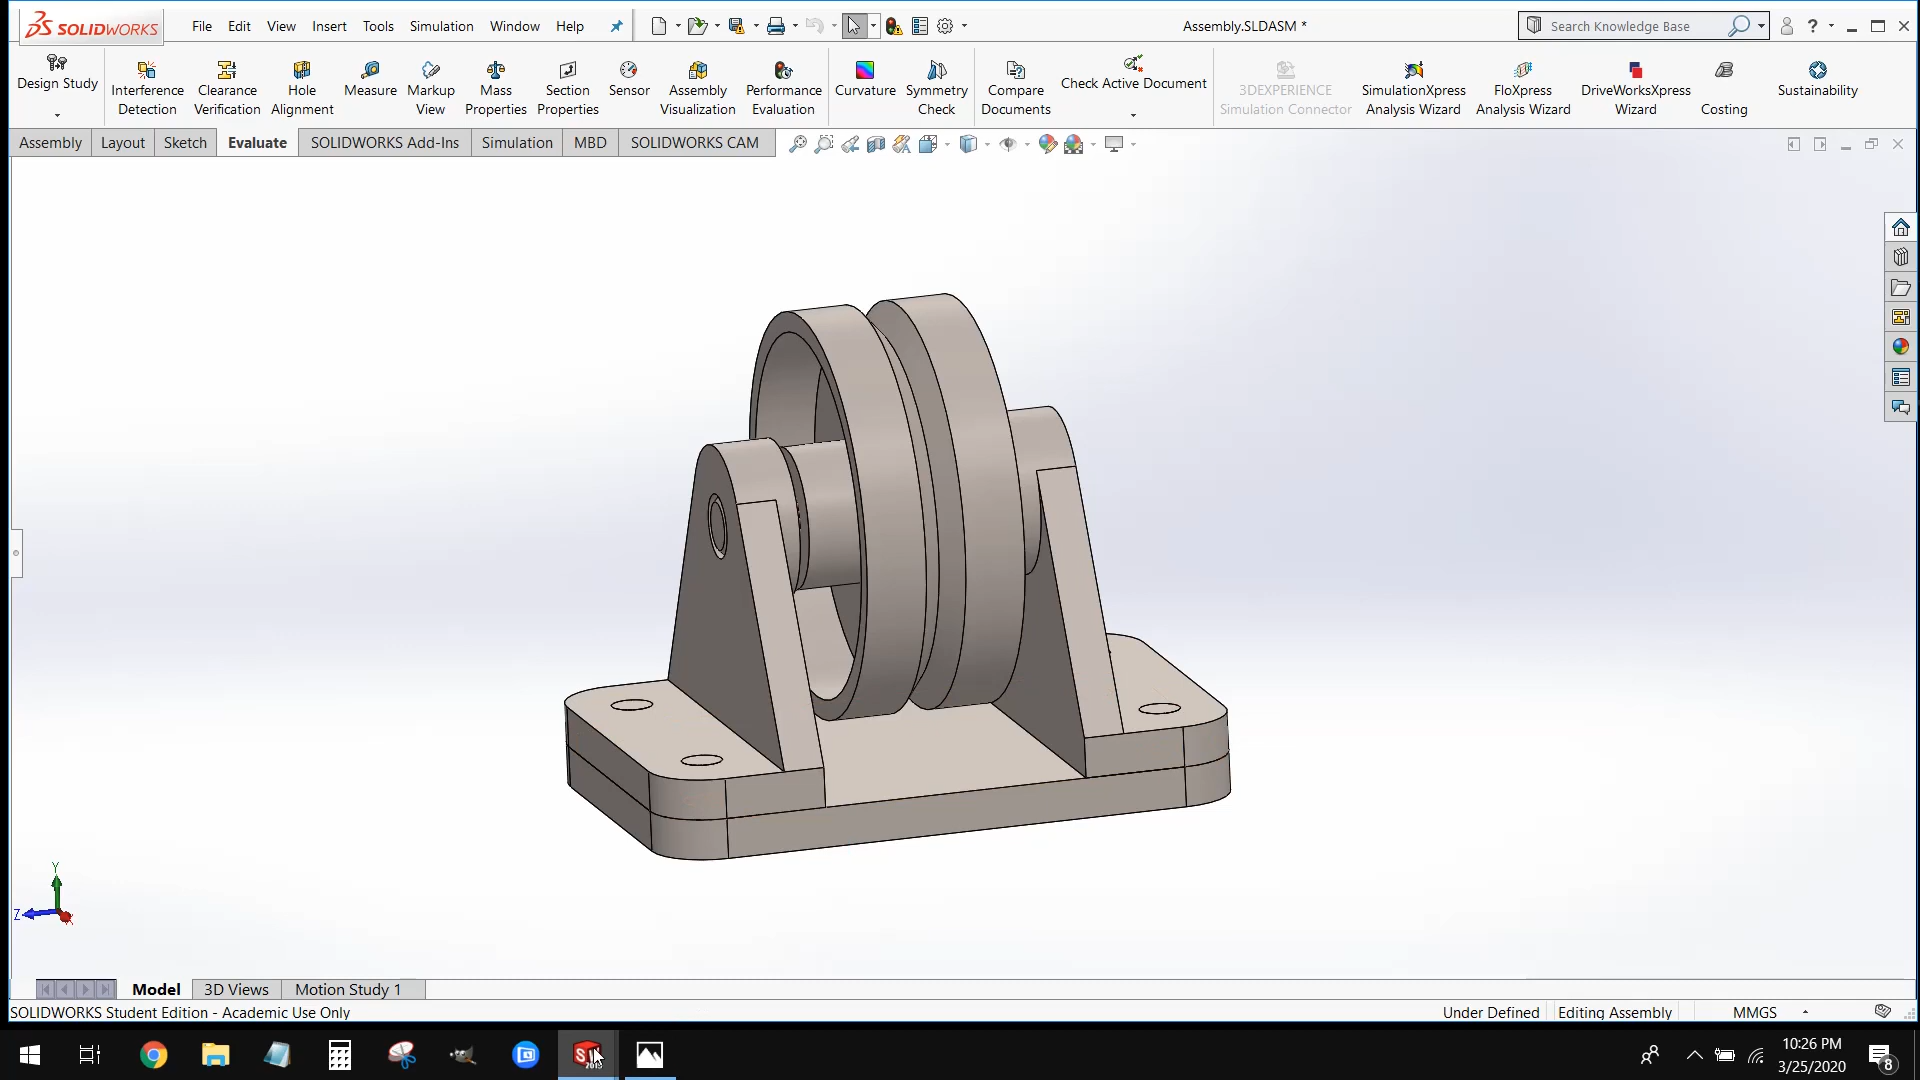 SOLIDWORKS File Edit View Insert Tools Simulation Window Help Assembly.SLDASM * Search Knowledge Base ?
Design Study
Interference Detection
Clearance Verification
Hole Alignment
Measure
Markup View
Mass Properties
Section Properties
Sensor
Assembly Visualization
Performance Evaluation
Curvature
Symmetry Check
Compare Documents
Check Active Document
3DEXPERIENCE Simulation Connector
SimulationXpress Analysis Wizard
FloXpress Analysis Wizard
DriveWorksXpress Wizard
Costing
Sustainability
Assembly Layout Sketch Evaluate SOLIDWORKS Add-Ins Simulation MBD SOLIDWORKS CAM
Y
Z
X
Model 3D Views Motion Study 1
SOLIDWORKS Student Edition - Academic Use Only Under Defined Editing Assembly MMGS
10:26 PM
3/25/2020
8